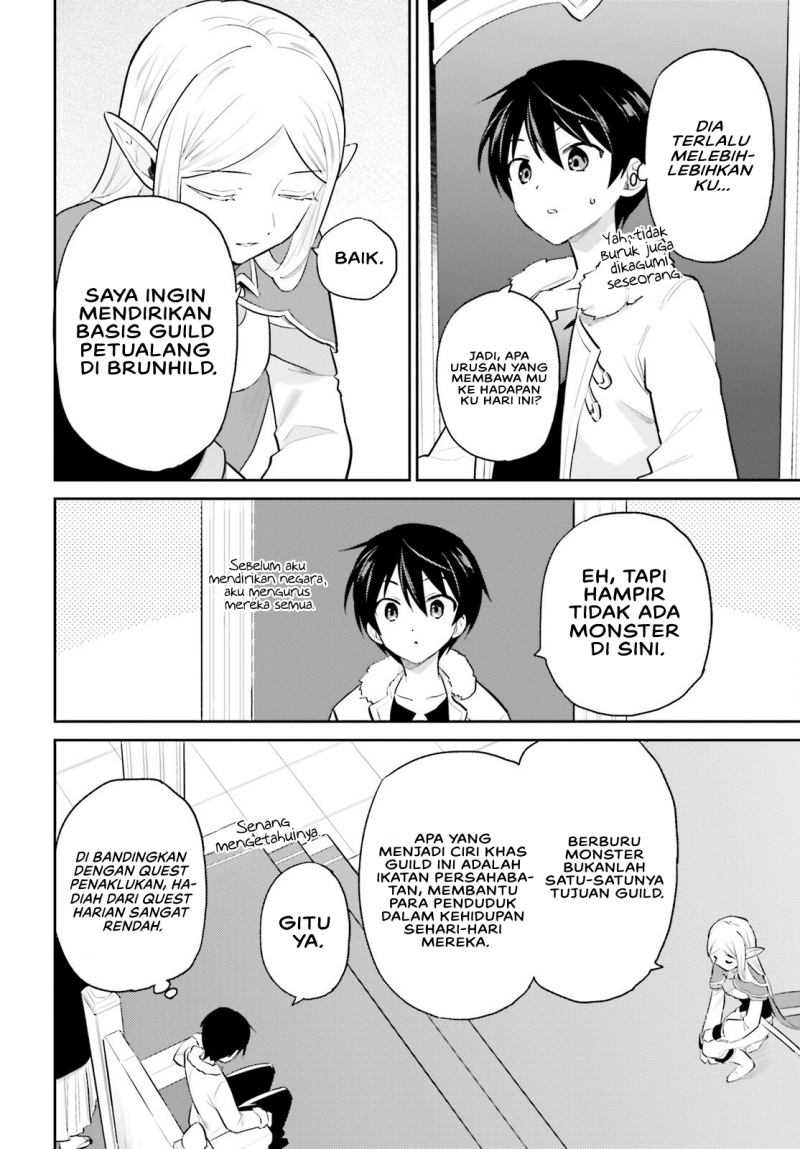 DIA
TERLALU
MELEBIH-
LEBIHKAN
KU...
Yah, tidak
buruk juga
dikagumi
seseorang
JADI, APA
URUSAN YANG
MEMBAWA MU
KE HADAPAN
KU HARI INI?
BAIK.
SAYA INGIN
MENDIRIKAN
BASIS GUILD
PETUALANG
DI BRUNHILD.
EH, TAPI
HAMPIR
TIDAK ADA
MONSTER
DI SINI.
Sebelum aku
mendirikan negara,
aku mengurus
mereka semua.
BERBURU
MONSTER
BUKANLAH
SATU-SATUNYA
TUJUAN GUILD.
APA YANG
MENJADI CIRI KHAS
GUILD INI ADALAH
IKATAN PERSAHABA-
TAN, MEMBANTU
PARA PENDUDUK
DALAM KEHIDUPAN
SEHARI-HARI
MEREKA.
Senang
mengetahuinya...
GITU
YA.
DI BANDINGKAN
DENGAN QUEST
PENAKLUKAN, HA-
DIAH DARI QUEST
HARIAN SANGAT
RENDAH.